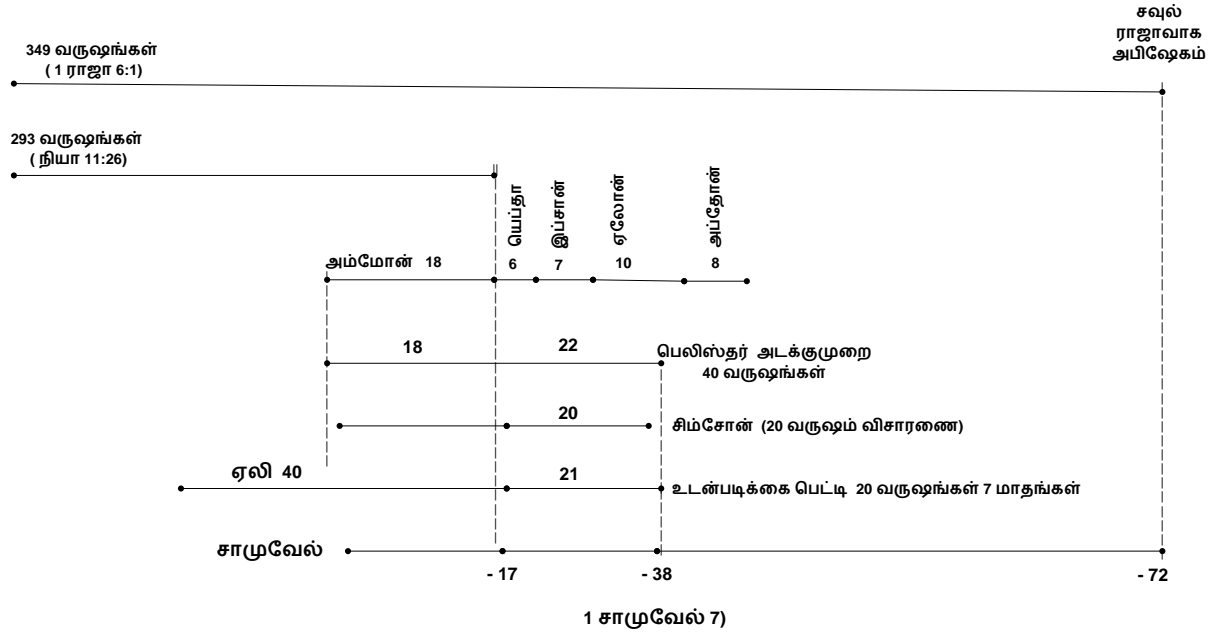 சவுல்
ராஜாவாக
அபிஷேகம்
349 வருஷங்கள்
( 1 ராஜா 6:1)
293 வருஷங்கள்
( நியா 11:26)
யெப்தா
இப்சான்
ஏலோன்
அப்தோன்
அம்மோன் 18
6
7
10
8
18
22
பெலிஸ்தர் அடக்குமுறை
40 வருஷங்கள்
20
சிம்சோன் (20 வருஷம் விசாரணை)
ஏலி 40
21
உடன்படிக்கை பெட்டி 20 வருஷங்கள் 7 மாதங்கள்
சாமுவேல்
- 17
- 38
- 72
1 சாமுவேல் 7)